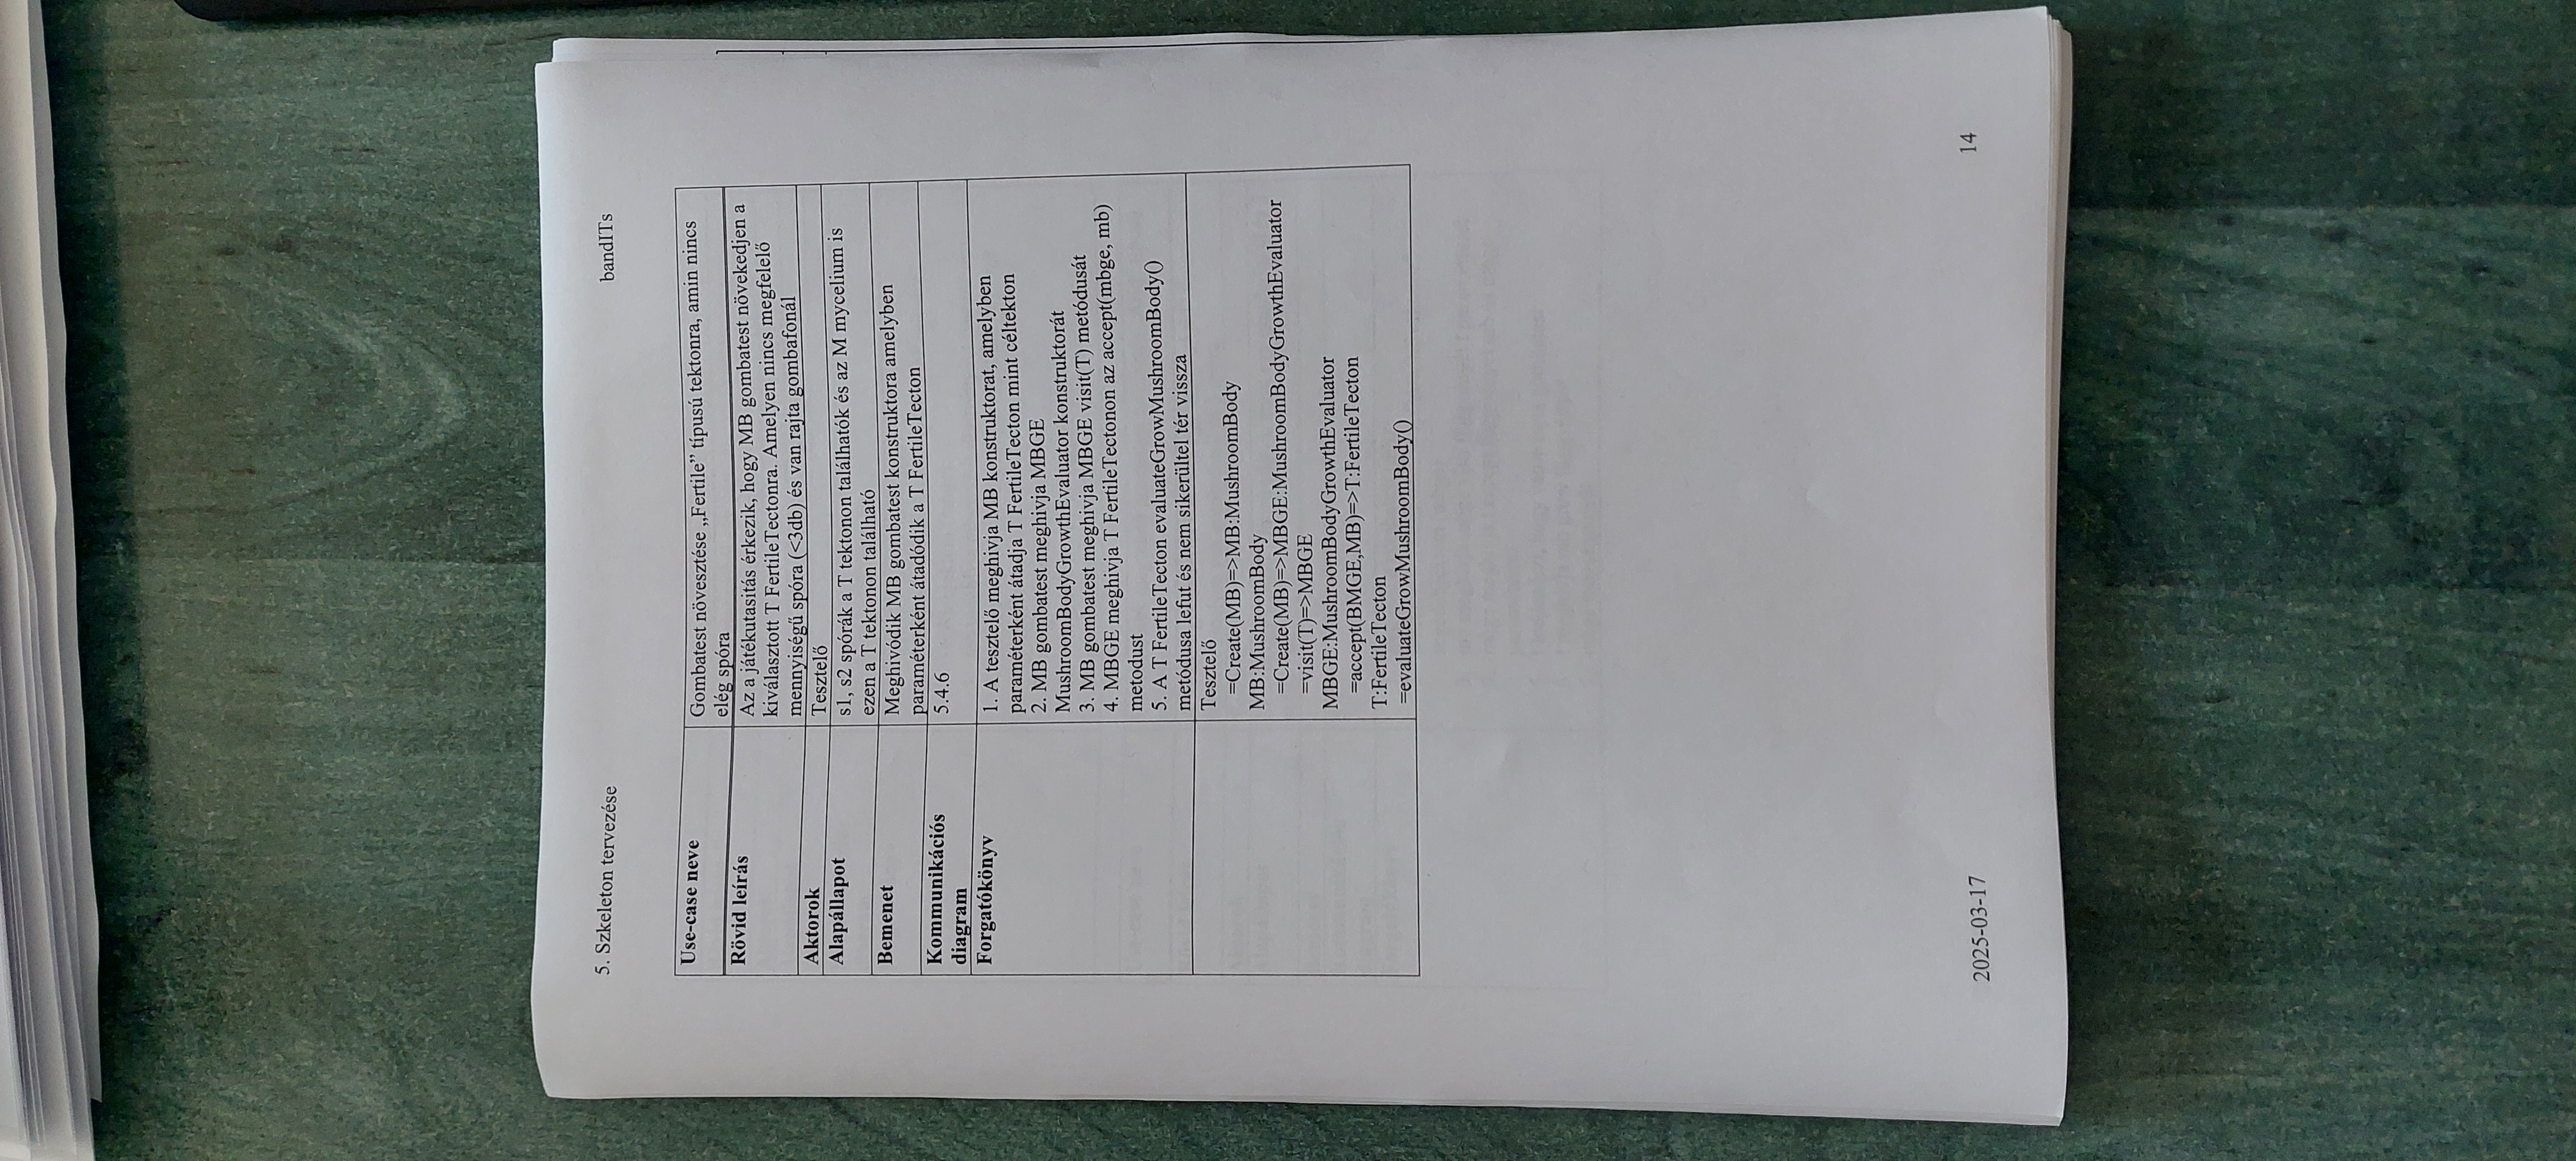 5. Szkeleton tervezése
bandITs
Use-case neve
Gombatest növesztése „Fertile” típusú tektonra, amin nincs
elég spóra
Rövid leírás
Az a játékutasitás érkezik, hogy MB gombatest növekedjen a
kiválasztott T FertileTectonra. Amelyen nincs megfelelő
mennyiségű spóra (<3db) és van rajta gombafonál
Aktorok
Tesztelő
Alapállapot
s1, s2 spórák a T tektonon találhatók és az M mycelium is
ezen a T tektonon található
Bemenet
Meghivódik MB gombatest konstruktora amelyben
paraméterként átadódik a T FertileTecton
Kommunikációs
diagram
5.4.6
Forgatókönyv
1. A tesztelő meghivja MB konstruktorat, amelyben
paraméterként átadja T FertileTecton mint céltekton
2. MB gombatest meghivja MBGE
MushroomBodyGrowthEvaluator konstruktorát
3. MB gombatest meghivja MBGE visit(T) metódusát
4. MBGE meghivja T FertileTectonon az accept(mbge, mb)
metodust
5. A T FertileTecton evaluateGrowMushroomBody()
metódusa lefut és nem sikerültel tér vissza
Tesztelő
=Create(MB)=>MB:MushroomBody
MB:MushroomBody
=Create(MB)=>MBGE:MushroomBodyGrowthEvaluator
=visit(T)=>MBGE
MBGE:MushroomBodyGrowthEvaluator
=accept(BMGE,MB)=>T:FertileTecton
T:FertileTecton
=evaluateGrowMushroomBody()
2025-03-17
14